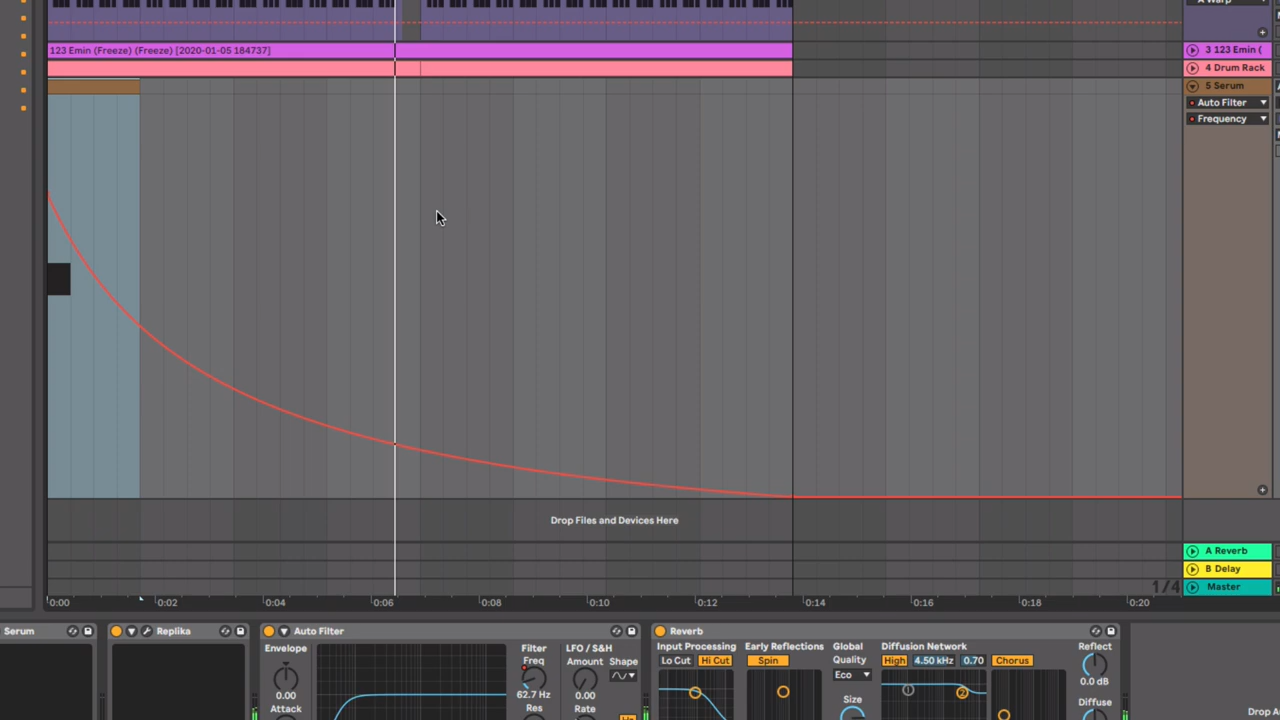 A Warp
123 Emin (Freeze) (Freeze) [2020-01-05 184737]
3 123 Emin (
4 Drum Rack
5 Serum
Auto Filter
Frequency
Drop Files and Devices Here
A Reverb
B Delay
1/4
Master
0:00 0:02 0:04 0:06 0:08 0:10 0:12 0:14 0:16 0:18 0:20
Serum
Replika
Auto Filter
Reverb
Envelope
0.00
Attack
Filter
Freq
62.7 Hz
Res
LFO / S&H
Amount Shape
0.00
Rate
Input Processing
Lo Cut Hi Cut
Early Reflections
Spin
Global
Quality
Eco
Size
Diffusion Network
High 4.50 kHz 0.70
Chorus
1
2
Reflect
0.0 dB
Diffuse
Drop A